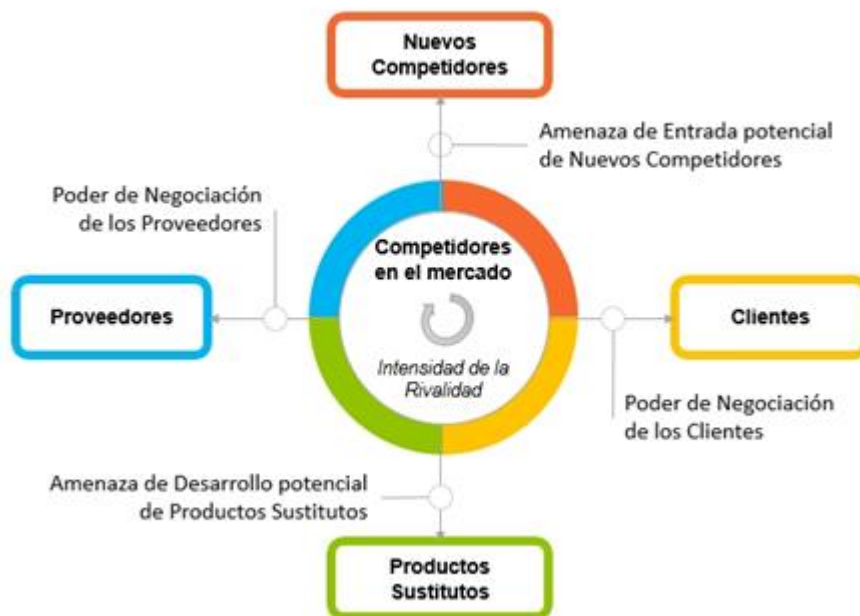 Nuevos
Competidores
Amenaza de Entrada potencial
de Nuevos Competidores
Poder de Negociación
de los Proveedores
Competidores
en el mercado
Proveedores
Clientes
Intensidad de la
Rivalidad
Poder de Negociación
de los Clientes
Amenaza de Desarrollo potencial
de Productos Sustitutos
Productos
Sustitutos